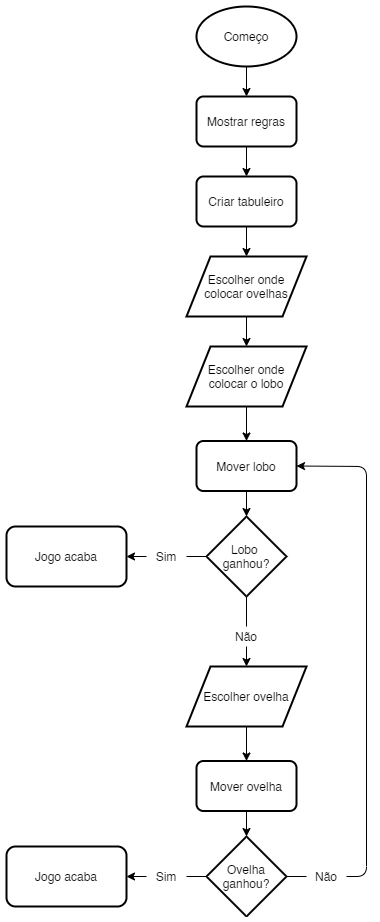 Começo
Mostrar regras
Criar tabuleiro
Escolher onde
colocar ovelhas
Escolher onde
colocar o lobo
Mover lobo
Lobo
ganhou?
Sim
Jogo acaba
Não
Escolher ovelha
Mover ovelha
Ovelha
ganhou?
Sim
Jogo acaba
Não